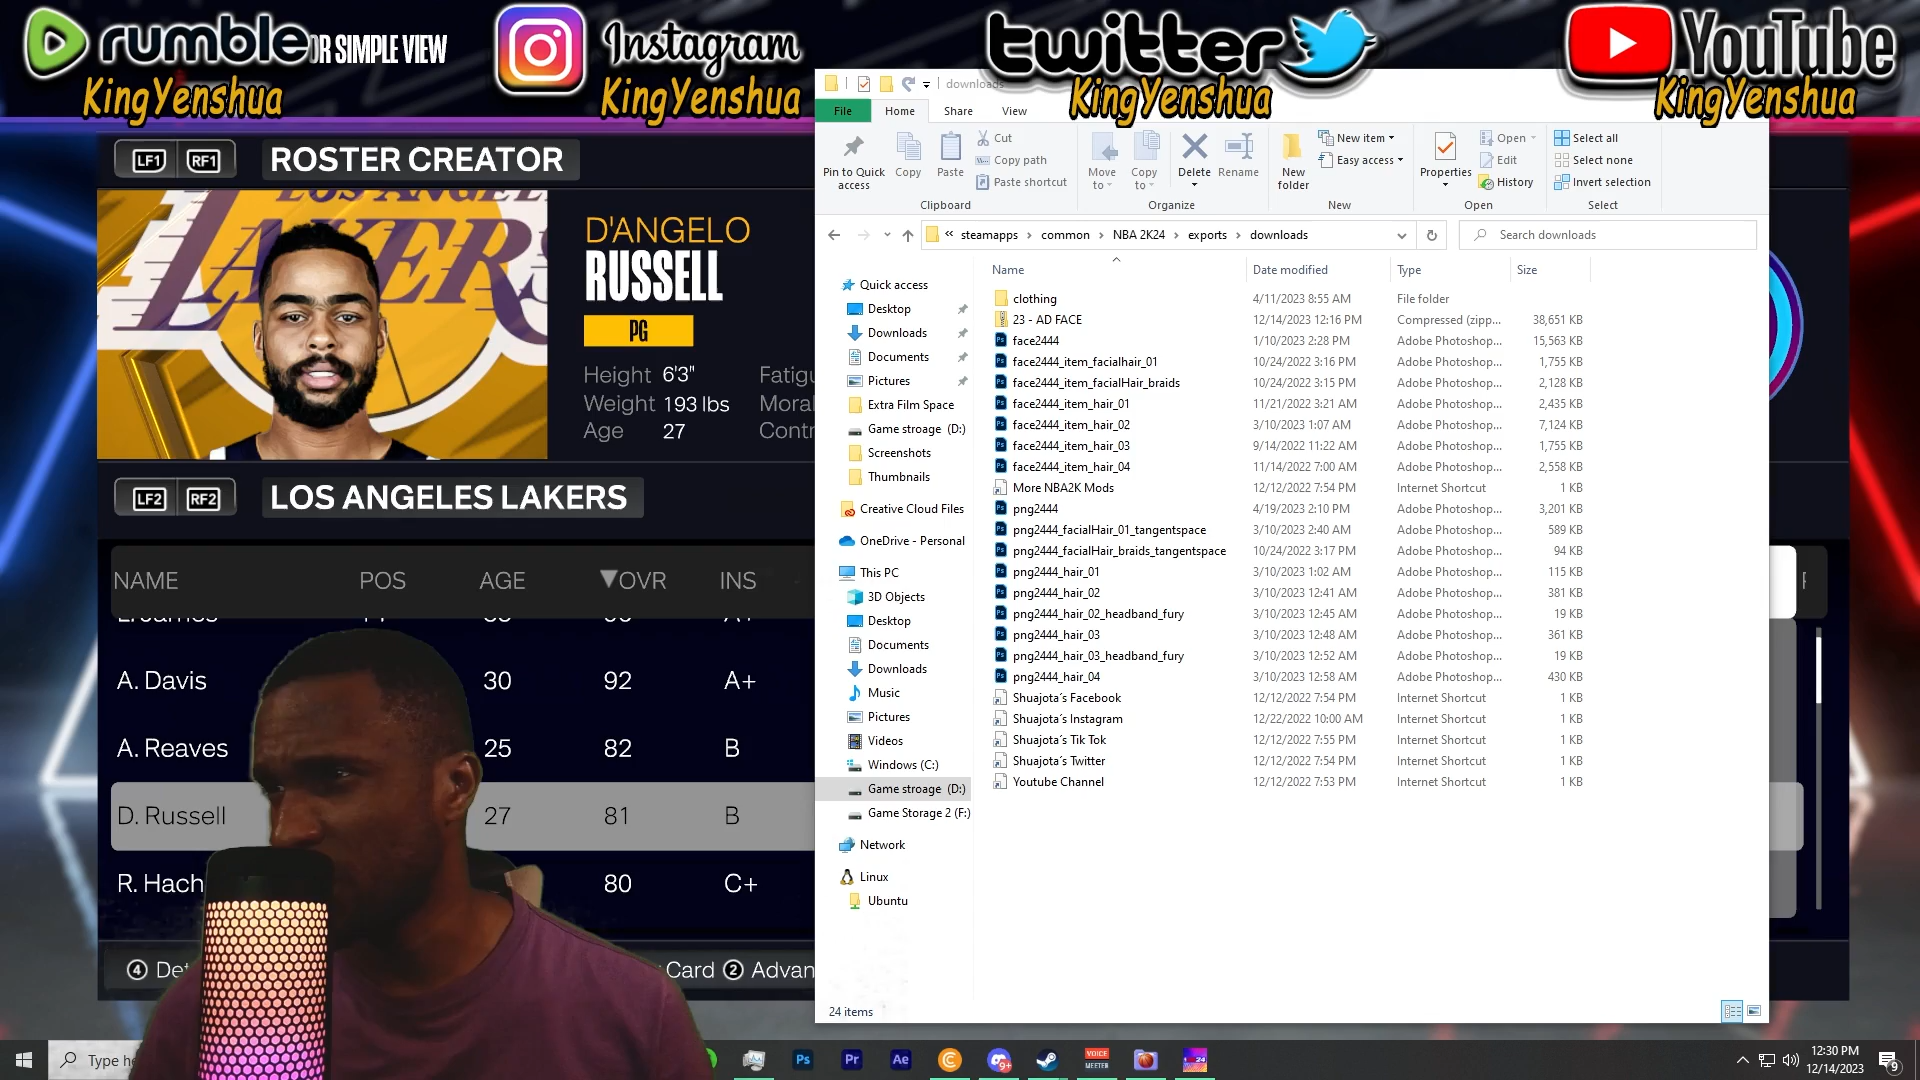 rumble
OR SIMPLE VIEW
KingYenshua
Instagram
KingYenshua
twitter
KingYenshua
YouTube
KingYenshua
LF1 RF1 ROSTER CREATOR
D'ANGELO
RUSSELL
PG
Height 6'3"
Weight 193 lbs
Age 27
LF2 RF2 LOS ANGELES LAKERS
NAME POS AGE ▼OVR INS
A. Davis 30 92 A+
A. Reaves 25 82 B
D. Russell 27 81 B
R. Hach 80 C+
4 Det
Card 2 Advan
downloads
File Home Share View
Pin to Quick access
Copy
Paste
Cut
Copy path
Paste shortcut
Clipboard
Move to
Copy to
Delete
Rename
Organize
New folder
New item
Easy access
New
Properties
Open
Edit
History
Open
Select all
Select none
Invert selection
Select
« steamapps › common › NBA 2K24 › exports › downloads
Search downloads
Quick access
Desktop
Downloads
Documents
Pictures
Extra Film Space
Game stroage (D:)
Screenshots
Thumbnails
Creative Cloud Files
OneDrive - Personal
This PC
3D Objects
Desktop
Documents
Downloads
Music
Pictures
Videos
Windows (C:)
Game stroage (D:)
Game Storage 2 (F:)
Network
Linux
Ubuntu
Name Date modified Type Size
clothing 4/11/2023 8:55 AM File folder
23 - AD FACE 12/14/2023 12:16 PM Compressed (zipp... 38,651 KB
face2444 1/10/2023 2:28 PM Adobe Photoshop... 15,563 KB
face2444_item_facialhair_01 10/24/2022 3:16 PM Adobe Photoshop... 1,755 KB
face2444_item_facialHair_braids 10/24/2022 3:15 PM Adobe Photoshop... 2,128 KB
face2444_item_hair_01 11/21/2022 3:21 AM Adobe Photoshop... 2,435 KB
face2444_item_hair_02 3/10/2023 1:07 AM Adobe Photoshop... 7,124 KB
face2444_item_hair_03 9/14/2022 11:22 AM Adobe Photoshop... 1,755 KB
face2444_item_hair_04 11/14/2022 7:00 AM Adobe Photoshop... 2,558 KB
More NBA2K Mods 12/12/2022 7:54 PM Internet Shortcut 1 KB
png2444 4/19/2023 2:10 PM Adobe Photoshop... 3,201 KB
png2444_facialHair_01_tangentspace 3/10/2023 2:40 AM Adobe Photoshop... 589 KB
png2444_facialHair_braids_tangentspace 10/24/2022 3:17 PM Adobe Photoshop... 94 KB
png2444_hair_01 3/10/2023 1:02 AM Adobe Photoshop... 115 KB
png2444_hair_02 3/10/2023 12:41 AM Adobe Photoshop... 381 KB
png2444_hair_02_headband_fury 3/10/2023 12:45 AM Adobe Photoshop... 19 KB
png2444_hair_03 3/10/2023 12:48 AM Adobe Photoshop... 361 KB
png2444_hair_03_headband_fury 3/10/2023 12:52 AM Adobe Photoshop... 19 KB
png2444_hair_04 3/10/2023 12:58 AM Adobe Photoshop... 430 KB
Shuajota´s Facebook 12/12/2022 7:54 PM Internet Shortcut 1 KB
Shuajota´s Instagram 12/22/2022 10:00 AM Internet Shortcut 1 KB
Shuajota´s Tik Tok 12/12/2022 7:55 PM Internet Shortcut 1 KB
Shuajota´s Twitter 12/12/2022 7:54 PM Internet Shortcut 1 KB
Youtube Channel 12/12/2022 7:53 PM Internet Shortcut 1 KB
24 items
Type he
Ps Pr Ae
VOICE MEETER
12:30 PM
12/14/2023
9